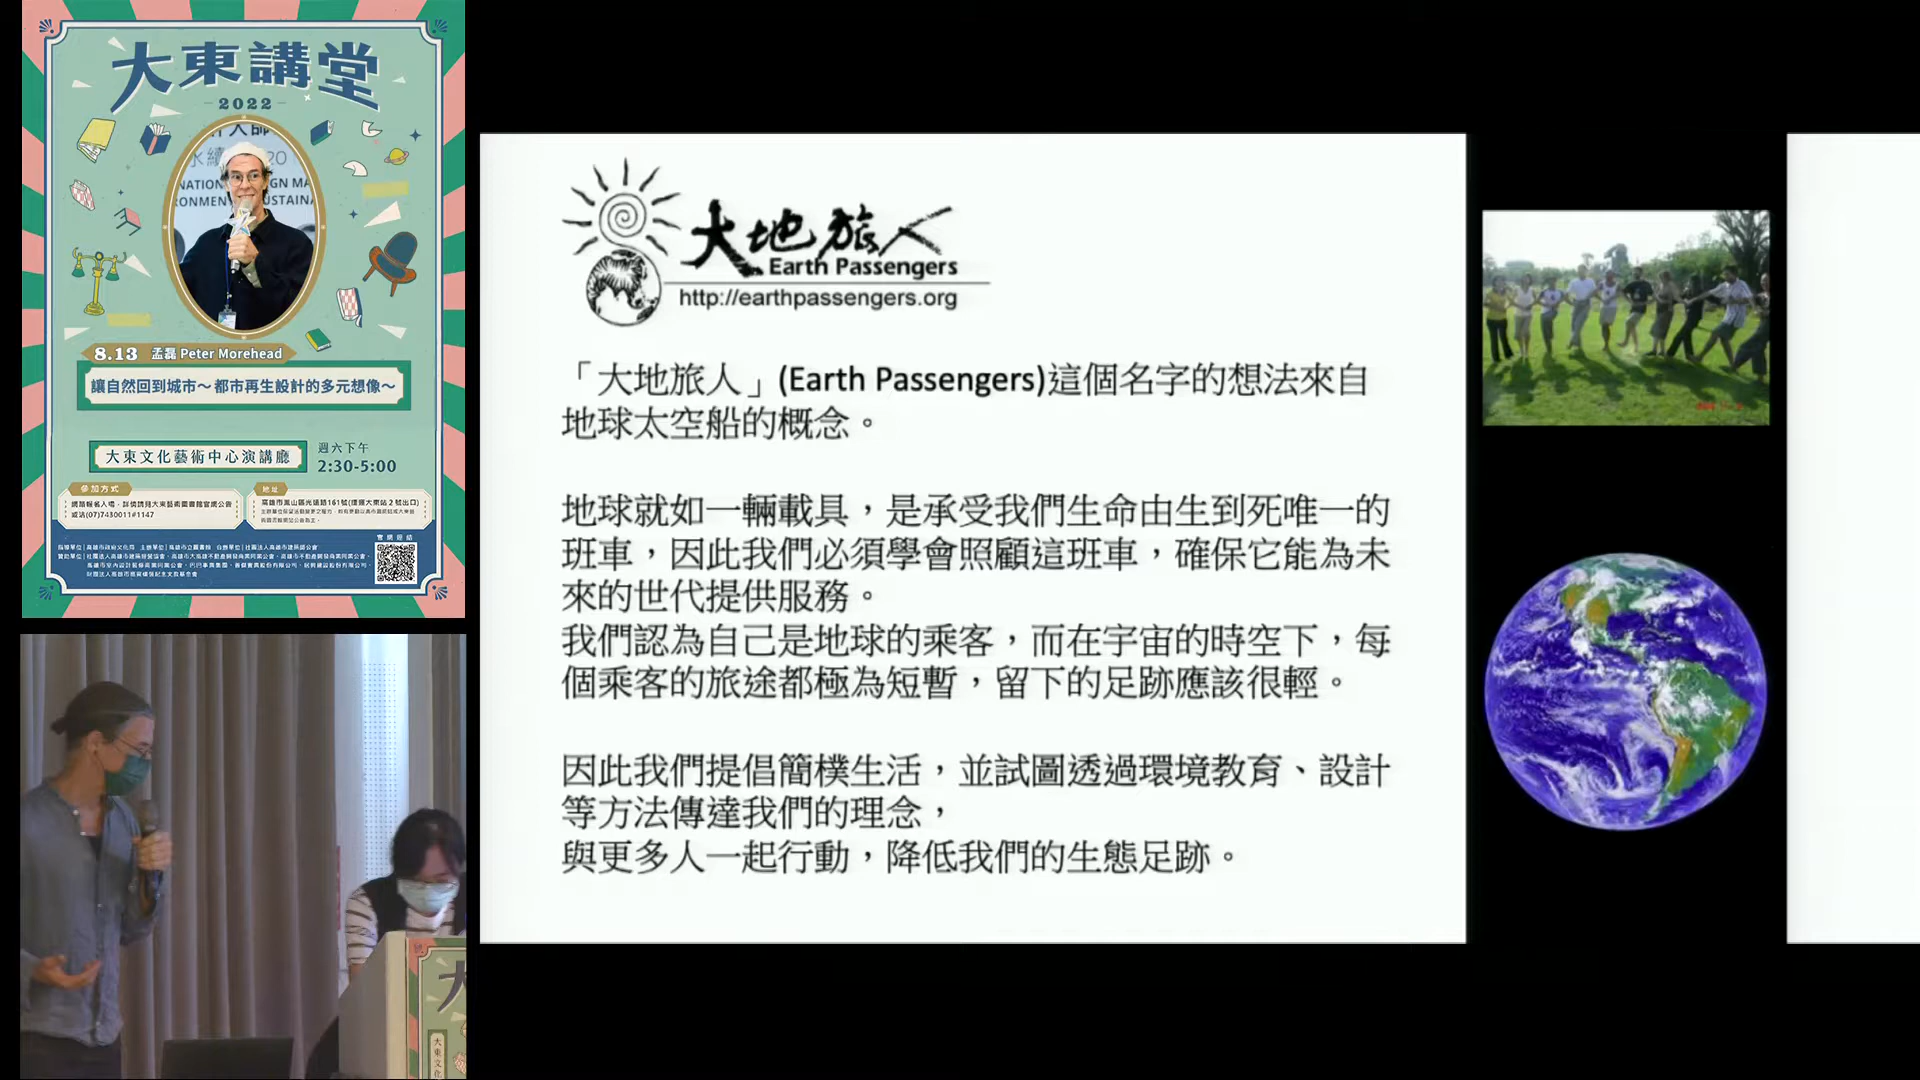 大東講堂
2022
8.13 孟磊 Peter Morehead
讓自然回到城市～都市再生設計的多元想像～
大東文化藝術中心演講廳
週六下午
2:30-5:00
參加方式
或洽(07)7430011#1147
地址
大地旅人
Earth Passengers
http://earthpassengers.org
「大地旅人」(Earth Passengers)這個名字的想法來自
地球太空船的概念。
地球就如一輛載具，是承受我們生命由生到死唯一的
班車，因此我們必須學會照顧這班車，確保它能為未
來的世代提供服務。
我們認為自己是地球的乘客，而在宇宙的時空下，每
個乘客的旅途都極為短暫，留下的足跡應該很輕。
因此我們提倡簡樸生活，並試圖透過環境教育、設計
等方法傳達我們的理念，
與更多人一起行動，降低我們的生態足跡。